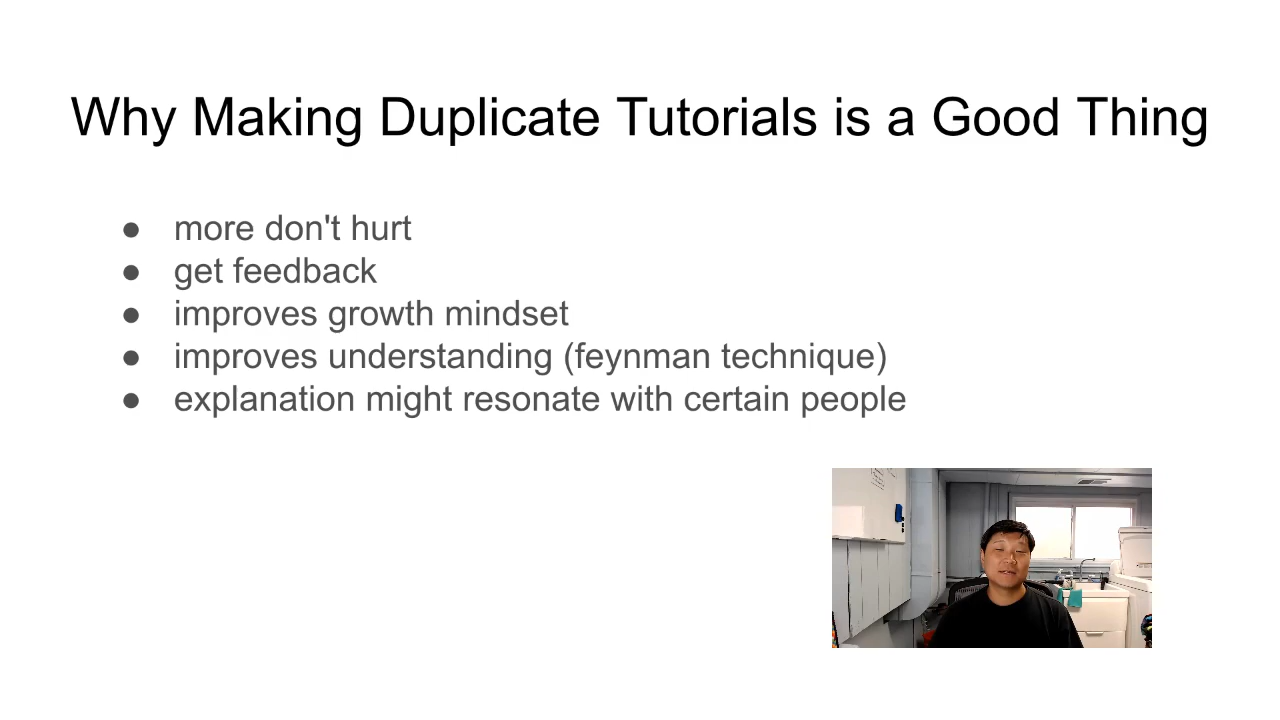 Why Making Duplicate Tutorials is a Good Thing
● more don't hurt
● get feedback
● improves growth mindset
● improves understanding (feynman technique)
● explanation might resonate with certain people